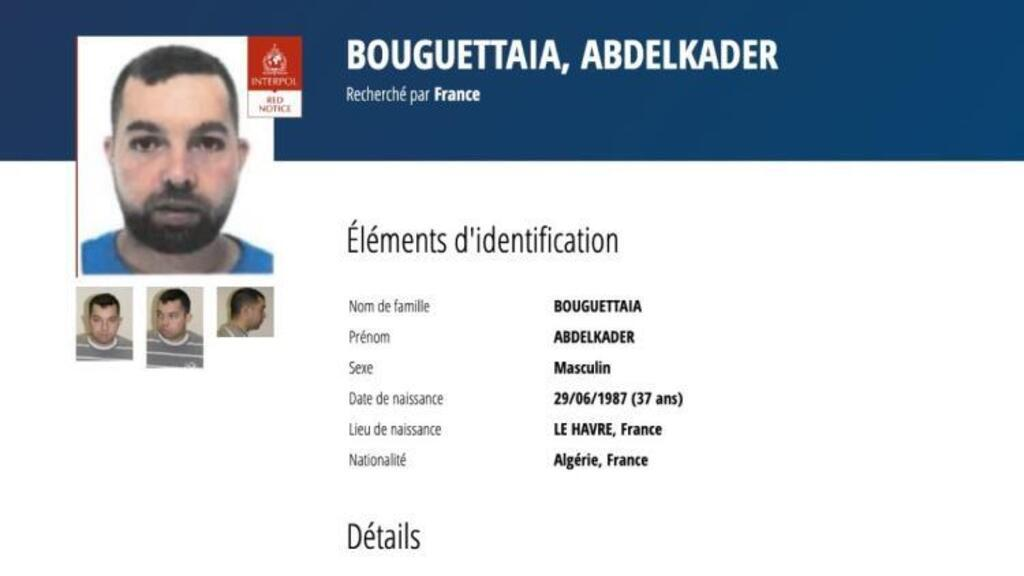 INTERPOL
RED
NOTICE
BOUGUETTAIA, ABDELKADER
Recherché par France
Éléments d'identification
Nom de famille BOUGUETTAIA
Prénom ABDELKADER
Sexe Masculin
Date de naissance 29/06/1987 (37 ans)
Lieu de naissance LE HAVRE, France
Nationalité Algérie, France
Détails